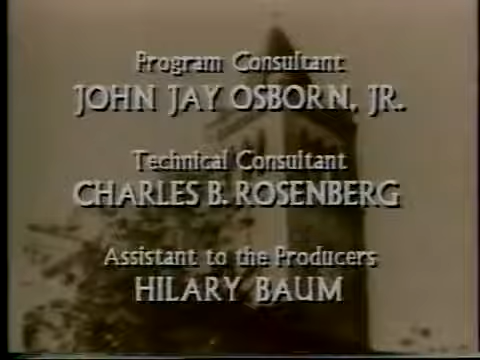 Program Consultant
JOHN JAY OSBORN, JR.
Technical Consultant
CHARLES B. ROSENBERG
Assistant to the Producers
HILARY BAUM